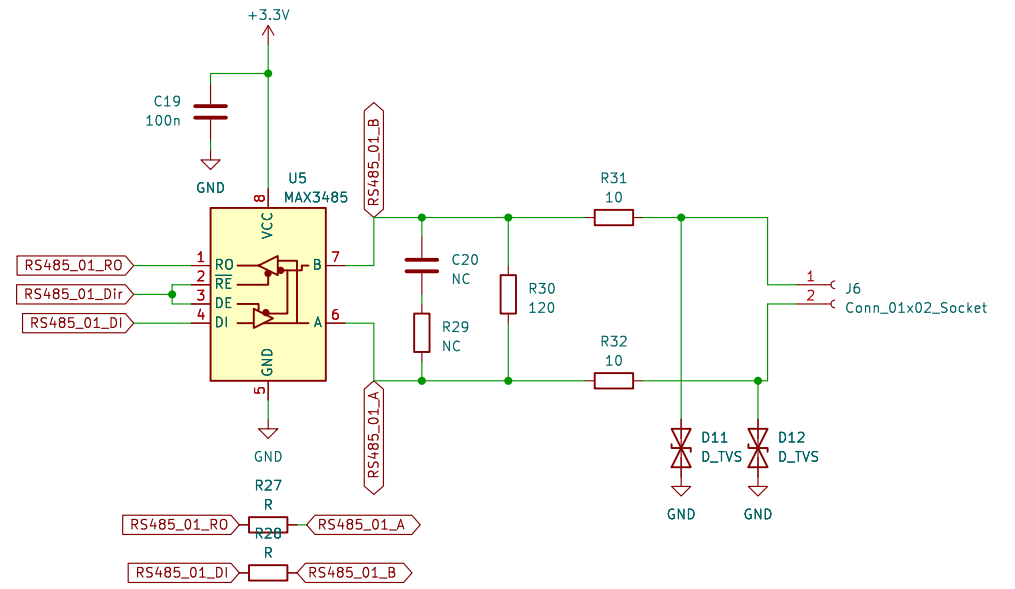 +3.3V
C19
100n
GND
RS485_01_B
U5
MAX3485
8
VCC
R31
10
RS485_01_RO
1
RO
B
7
2
RE
RS485_01_Dir
3
DE
RS485_01_DI
4
DI
A
6
GND
5
GND
C20
NC
R30
120
R29
NC
1
2
J6
Conn_01x02_Socket
R32
10
RS485_01_A
D11
D_TVS
GND
D12
D_TVS
GND
R27
R
RS485_01_RO
RS485_01_A
R28
R
RS485_01_DI
RS485_01_B